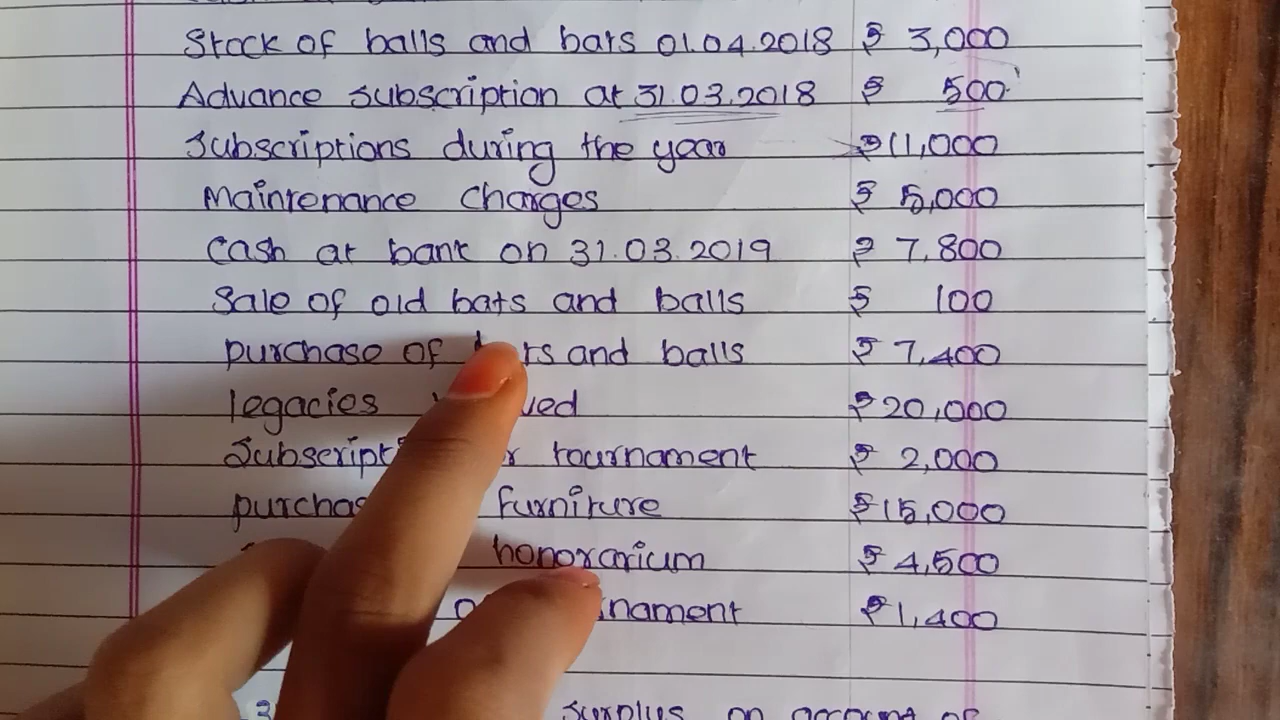 Stock of balls and bats 01.04.2018 ₹ 3,000
Advance subscription at 31.03.2018 ₹ 500
Subscriptions during the year ₹11,000
Maintenance charges ₹ 5,000
Cash at bank on 31.03.2019 ₹ 7,800
Sale of old bats and balls ₹ 100
purchase of and balls ₹ 7,400
legacies ₹20,000
tournament ₹ 2,000
furniture ₹15,000
honorarium ₹ 4,500
₹1,400
surplus on account of